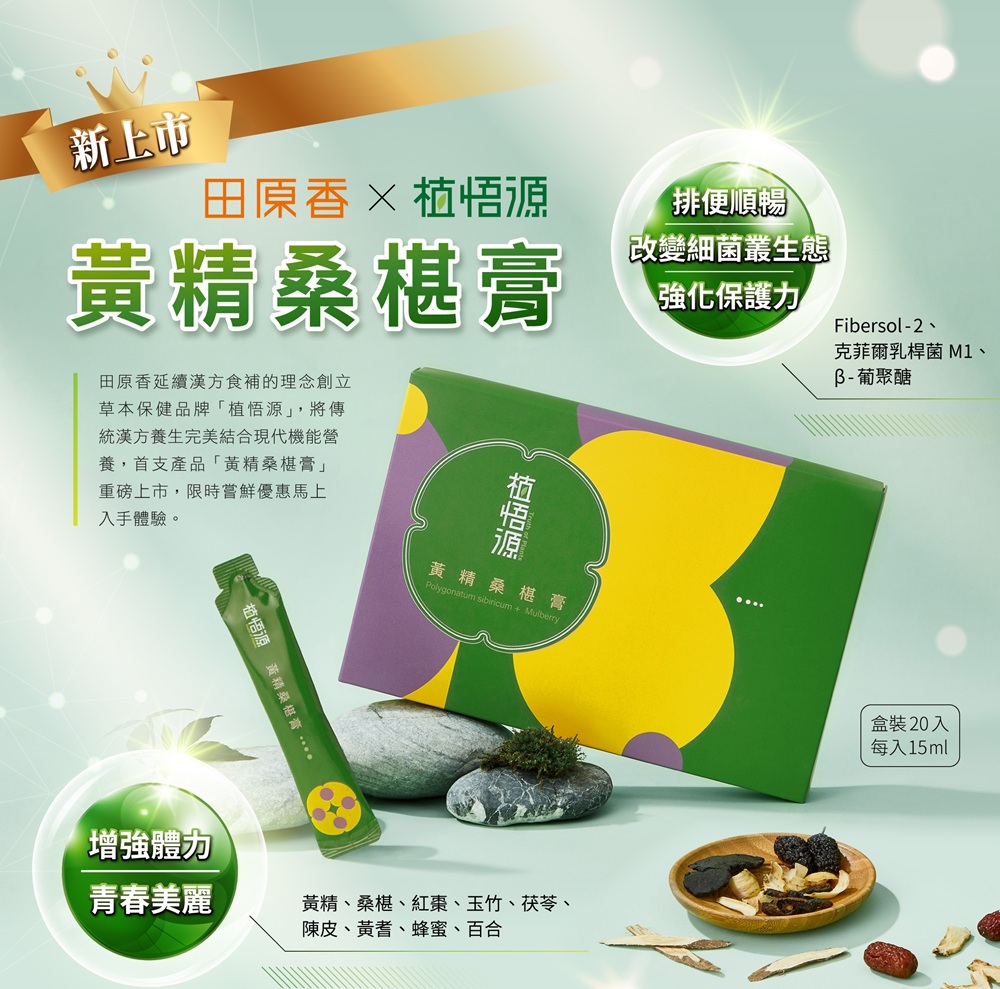 新上市
田原香 × 植悟源
黃精桑椹膏
田原香延續漢方食補的理念創立
草本保健品牌「植悟源」，將傳
統漢方養生完美結合現代機能營
養，首支產品「黃精桑椹膏」
重磅上市，限時嘗鮮優惠馬上
入手體驗。
排便順暢
改變細菌叢生態
強化保護力
Fibersol-2、
克菲爾乳桿菌 M1、
β-葡聚醣
植悟源
Truth of Plants
黃精桑椹膏
Polygonatum sibiricum + Mulberry
植悟源
黃精桑椹膏
盒裝20入
每入15ml
增強體力
青春美麗
黃精、桑椹、紅棗、玉竹、茯苓、
陳皮、黃耆、蜂蜜、百合